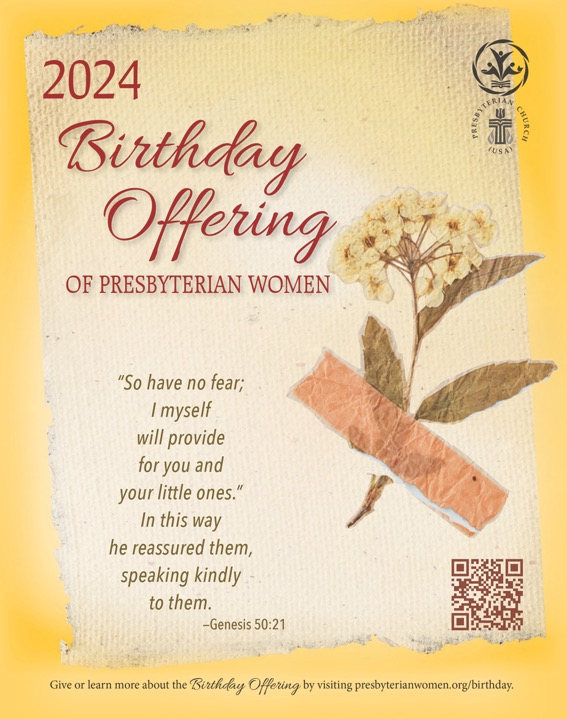 2024
Birthday
Offering
OF PRESBYTERIAN WOMEN
PRESBYTERIAN CHURCH
(USA)
“So have no fear;
I myself
will provide
for you and
your little ones.”
In this way
he reassured them,
speaking kindly
to them.
–Genesis 50:21
Give or learn more about the Birthday Offering by visiting presbyterianwomen.org/birthday.